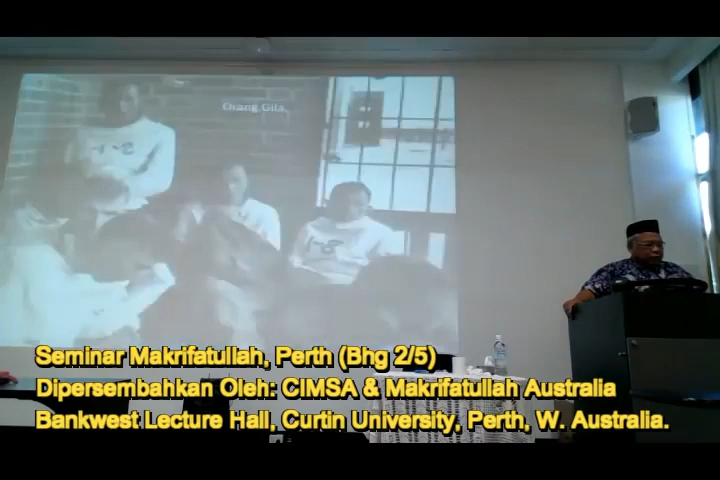 Orang Gila
Seminar Makrifatullah, Perth (Bhg 2/5)
Dipersembahkan Oleh: CIMSA & Makrifatullah Australia
Bankwest Lecture Hall, Curtin University, Perth, W. Australia.